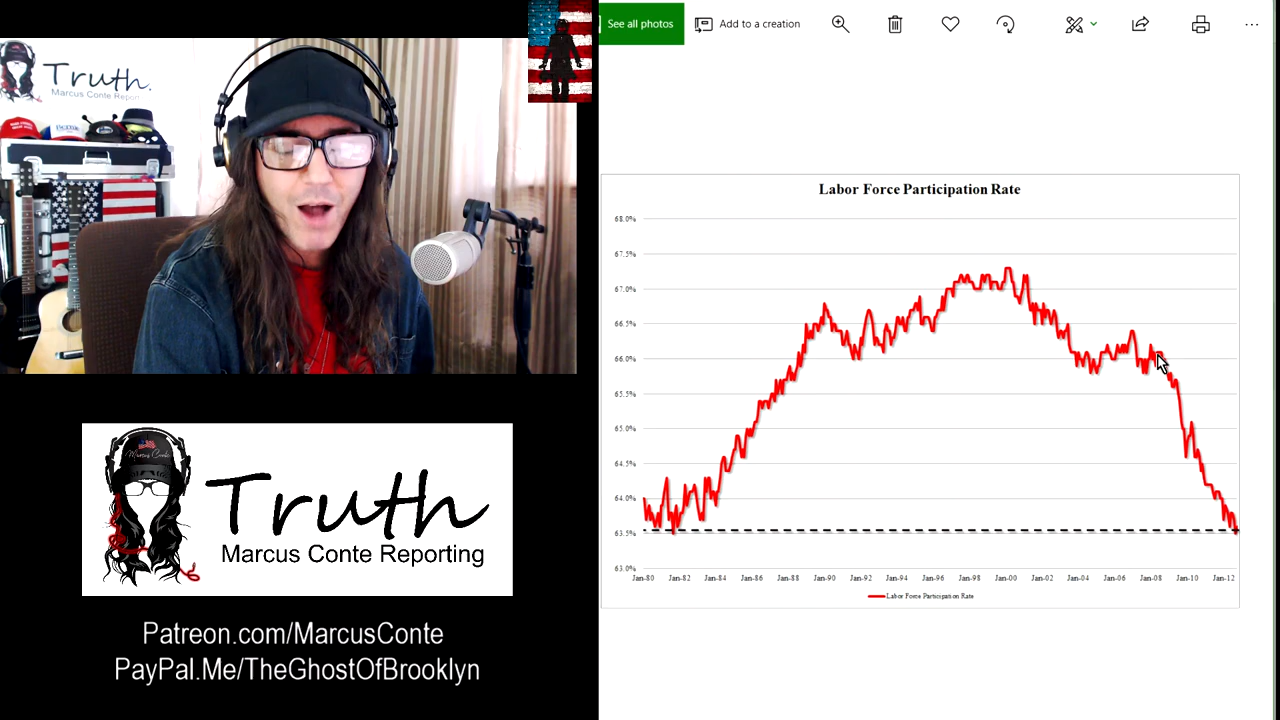 Truth.
Marcus Conte Report
Truth
Marcus Conte Reporting
Patreon.com/MarcusConte
PayPal.Me/TheGhostOfBrooklyn
See all photos
Add to a creation
Labor Force Participation Rate
68.0%
67.5%
67.0%
66.5%
66.0%
65.5%
65.0%
64.5%
64.0%
63.5%
63.0%
Jan-80 Jan-82 Jan-84 Jan-86 Jan-88 Jan-90 Jan-92 Jan-94 Jan-96 Jan-98 Jan-00 Jan-02 Jan-04 Jan-06 Jan-08 Jan-10 Jan-12
Labor Force Participation Rate